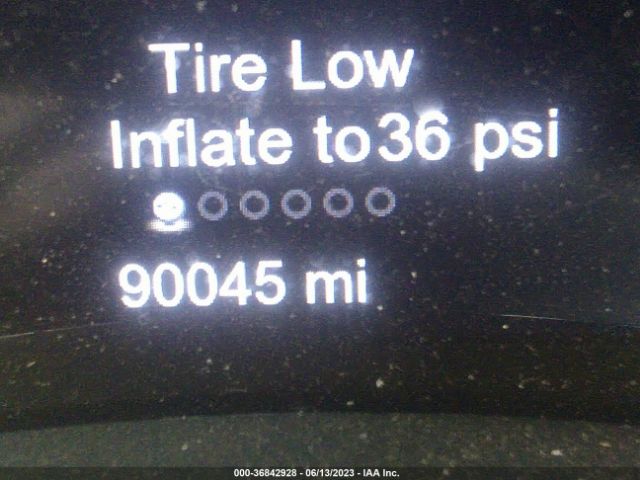 Tire Low
Inflate to 36 psi
90045 mi
000-36842928 - 06/13/2023 - IAA Inc.